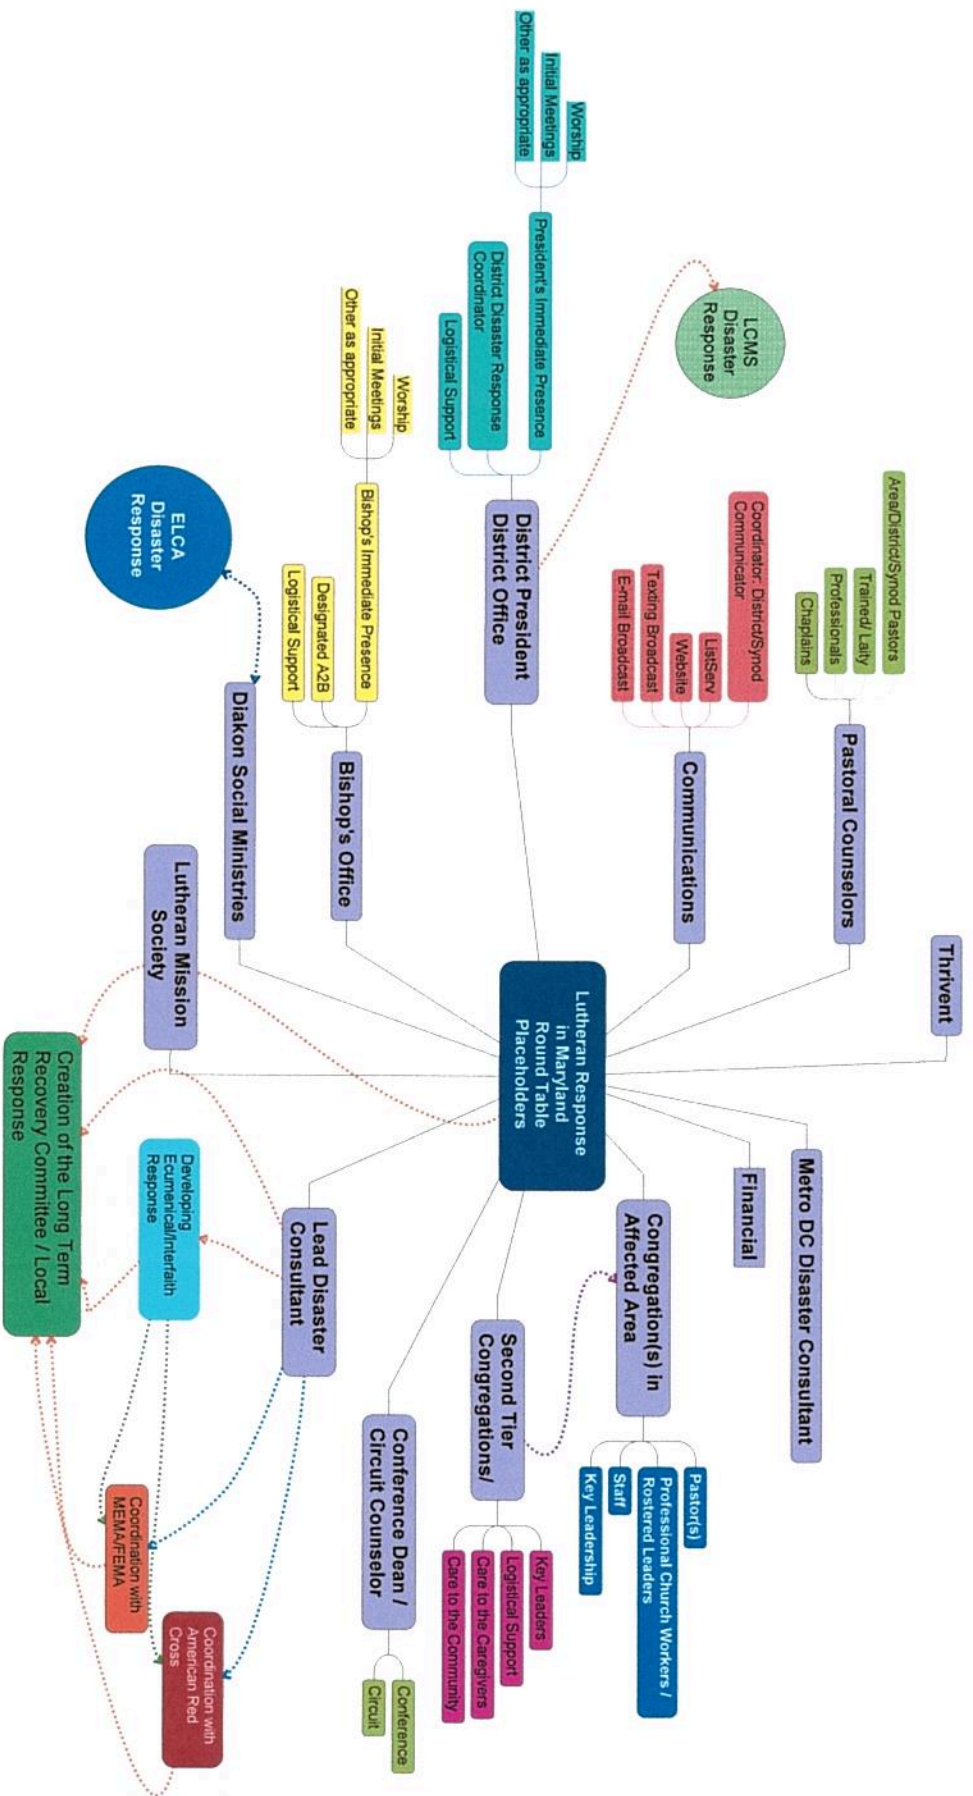 Thrivent
Pastoral Counselors
Area/District/Synod Pastors
Trained/ Laity
Professionals
Chaplains
Communications
Coordinator: District/Synod
Communicator
ListServ
Website
Texting Broadcast
E-mail Broadcast
LCMS
Disaster
Response
District President
District Office
President's Immediate Presence
Worship
Initial Meetings
Other as appropriate
District Disaster Response
Coordinator
Logistical Support
Bishop's Office
Bishop's Immediate Presence
Worship
Initial Meetings
Other as appropriate
Designated A2B
Logistical Support
Diakon Social Ministries
ELCA
Disaster
Response
Lutheran Mission
Society
Lutheran Response
in Maryland
Round Table
Placeholders
Metro DC Disaster Consultant
Financial
Congregation(s) in
Affected Area
Pastor(s)
Professional Church Workers /
Rostered Leaders
Staff
Key Leadership
Second Tier
Congregations/
Key Leaders
Logistical Support
Care to the Caregivers
Care to the Community
Conference Dean /
Circuit Counselor
Conference
Circuit
Lead Disaster
Consultant
Developing
Ecumenical/Interfaith
Response
Coordination with
American Red
Cross
Coordination with
MEMA/FEMA
Creation of the Long Term
Recovery Committee / Local
Response